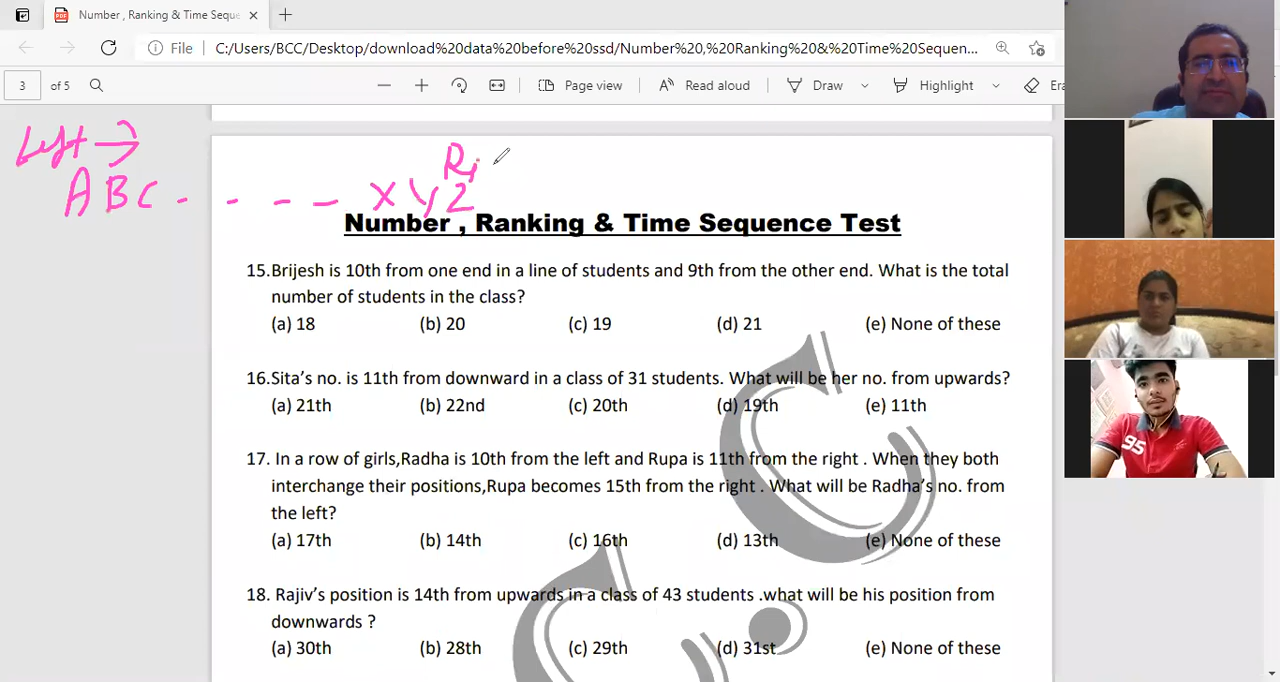 Number , Ranking & Time Seque
File C:/Users/BCC/Desktop/download%20data%20before%20ssd/Number%20,%20Ranking%20&%20Time%20Sequen...
3 of 5 Page view Read aloud Draw Highlight Era
Left →
Ri
A B C - - - - - X Y Z
Number , Ranking & Time Sequence Test
15.Brijesh is 10th from one end in a line of students and 9th from the other end. What is the total
number of students in the class?
(a) 18 (b) 20 (c) 19 (d) 21 (e) None of these
16.Sita’s no. is 11th from downward in a class of 31 students. What will be her no. from upwards?
(a) 21th (b) 22nd (c) 20th (d) 19th (e) 11th
17. In a row of girls,Radha is 10th from the left and Rupa is 11th from the right . When they both
interchange their positions,Rupa becomes 15th from the right . What will be Radha’s no. from
the left?
(a) 17th (b) 14th (c) 16th (d) 13th (e) None of these
18. Rajiv’s position is 14th from upwards in a class of 43 students .what will be his position from
downwards ?
(a) 30th (b) 28th (c) 29th (d) 31st (e) None of these
C.C
95